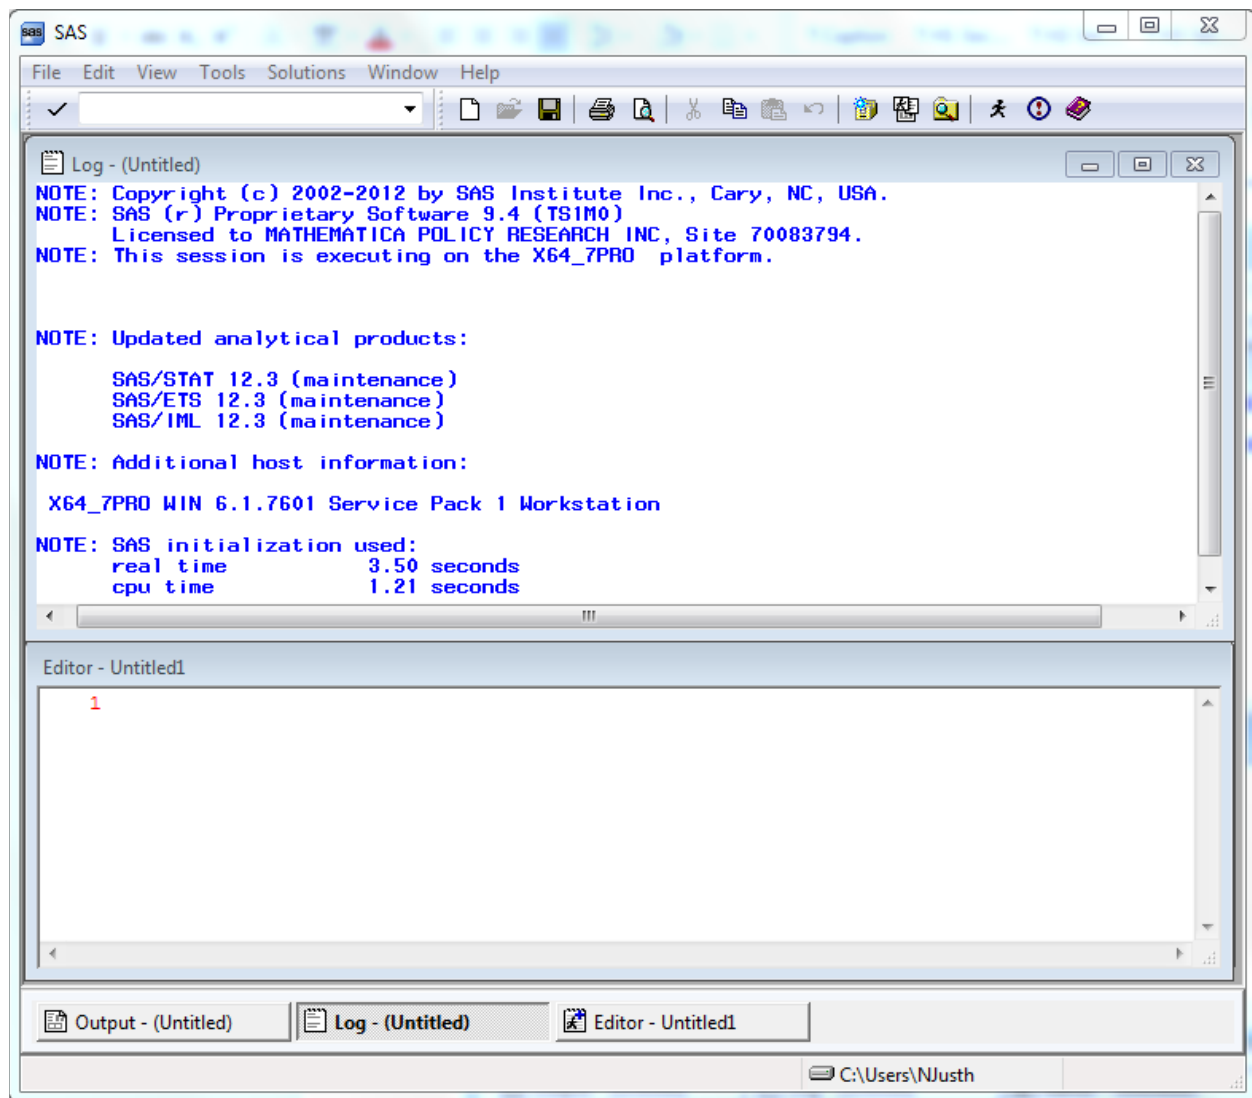 sas SAS
File Edit View Tools Solutions Window Help
Log - (Untitled)
NOTE: Copyright (c) 2002-2012 by SAS Institute Inc., Cary, NC, USA.
NOTE: SAS (r) Proprietary Software 9.4 (TS1M0)
Licensed to MATHEMATICA POLICY RESEARCH INC, Site 70083794.
NOTE: This session is executing on the X64_7PRO  platform.
NOTE: Updated analytical products:
SAS/STAT 12.3 (maintenance)
SAS/ETS 12.3 (maintenance)
SAS/IML 12.3 (maintenance)
NOTE: Additional host information:
X64_7PRO WIN 6.1.7601 Service Pack 1 Workstation
NOTE: SAS initialization used:
real time 3.50 seconds
cpu time 1.21 seconds
Editor - Untitled1
1
Output - (Untitled) Log - (Untitled) Editor - Untitled1
C:\Users\NJusth